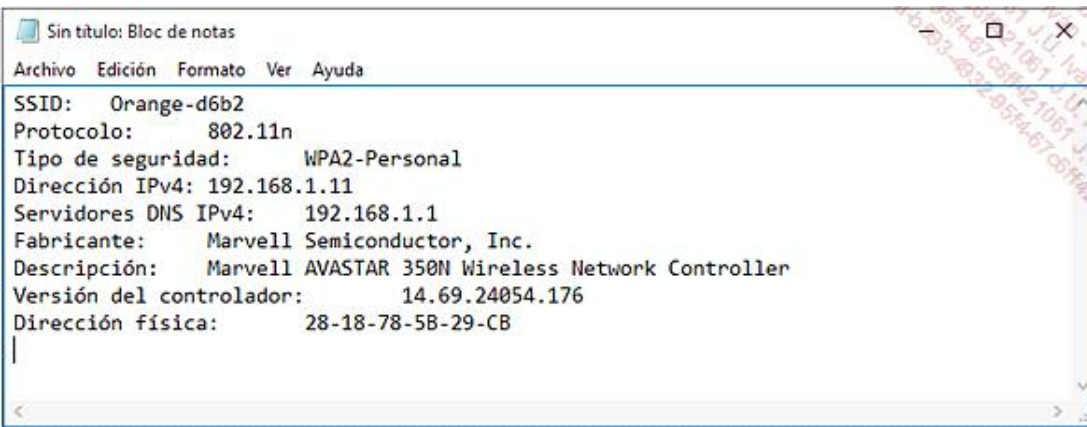 Sin título: Bloc de notas
Archivo Edición Formato Ver Ayuda
SSID: Orange-d6b2
Protocolo: 802.11n
Tipo de seguridad: WPA2-Personal
Dirección IPv4: 192.168.1.11
Servidores DNS IPv4: 192.168.1.1
Fabricante: Marvell Semiconductor, Inc.
Descripción: Marvell AVASTAR 350N Wireless Network Controller
Versión del controlador: 14.69.24054.176
Dirección física: 28-18-78-5B-29-CB